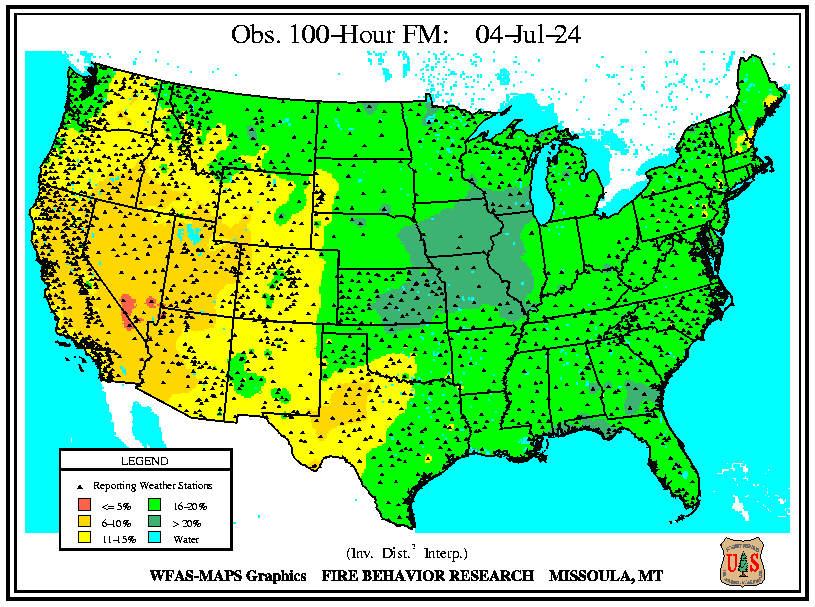 Obs. 100-Hour FM: 04-Jul-24
LEGEND
Reporting Weather Stations
<= 5% 16-20%
6-10% > 20%
11-15% Water
(Inv. Dist.² Interp.)
WFAS-MAPS Graphics FIRE BEHAVIOR RESEARCH MISSOULA, MT
U S